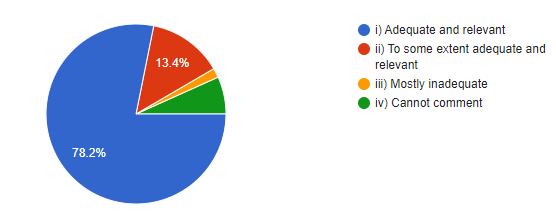 i) Adequate and relevant
ii) To some extent adequate and
relevant
iii) Mostly inadequate
iv) Cannot comment
13.4%
78.2%